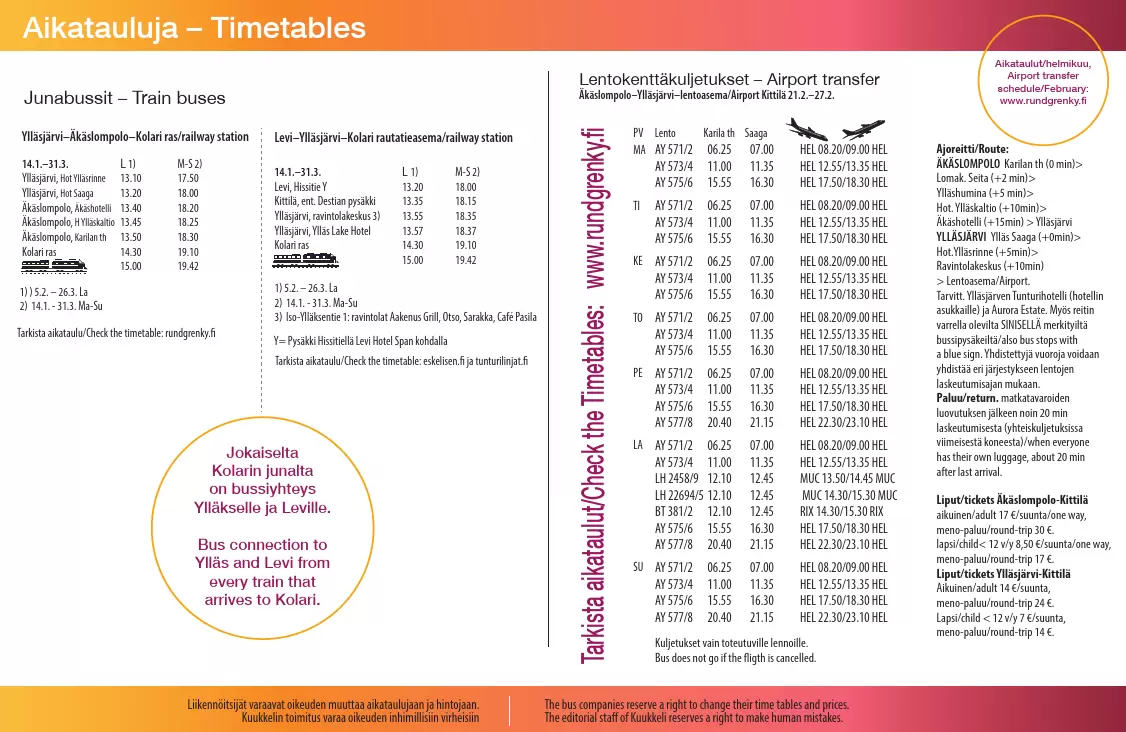 Aikatauluja – Timetables
Aikataulut/helmikuu,
Airport transfer
schedule/February:
www.rundgrenky.fi
Junabussit – Train buses
Ylläsjärvi–Äkäslompolo–Kolari ras/railway station
14.1.–31.3. L 1) M-S 2)
Ylläsjärvi, Hot Ylläsrinne 13.10 17.50
Ylläsjärvi, Hot Saaga 13.20 18.00
Äkäslompolo, Äkäshotelli 13.40 18.20
Äkäslompolo, H Ylläskaltio 13.45 18.25
Äkäslompolo, Karilan th 13.50 18.30
Kolari ras 14.30 19.10
15.00 19.42
1) ) 5.2. – 26.3. La
2) 14.1. - 31.3. Ma-Su
Tarkista aikataulu/Check the timetable: rundgrenky.fi
Levi–Ylläsjärvi–Kolari rautatieasema/railway station
14.1.–31.3. L 1) M-S 2)
Levi, Hissitie Y 13.20 18.00
Kittilä, ent. Destian pysäkki 13.35 18.15
Ylläsjärvi, ravintolakeskus 3) 13.55 18.35
Ylläsjärvi, Ylläs Lake Hotel 13.57 18.37
Kolari ras 14.30 19.10
15.00 19.42
1) 5.2. – 26.3. La
2) 14.1. - 31.3. Ma-Su
3) Iso-Ylläksentie 1: ravintolat Aakenus Grill, Otso, Sarakka, Café Pasila
Y= Pysäkki Hissitiellä Levi Hotel Span kohdalla
Tarkista aikataulu/Check the timetable: eskelisen.fi ja tunturilinjat.fi
Jokaiselta
Kolarin junalta
on bussiyhteys
Ylläkselle ja Leville.
Bus connection to
Ylläs and Levi from
every train that
arrives to Kolari.
Lentokenttäkuljetukset – Airport transfer
Äkäslompolo–Ylläsjärvi–lentoasema/Airport Kittilä 21.2.–27.2.
Tarkista aikataulut/Check the Timetables: www.rundgrenky.fi
PV Lento Karila th Saaga
MA AY 571/2 06.25 07.00 HEL 08.20/09.00 HEL
AY 573/4 11.00 11.35 HEL 12.55/13.35 HEL
AY 575/6 15.55 16.30 HEL 17.50/18.30 HEL
TI AY 571/2 06.25 07.00 HEL 08.20/09.00 HEL
AY 573/4 11.00 11.35 HEL 12.55/13.35 HEL
AY 575/6 15.55 16.30 HEL 17.50/18.30 HEL
KE AY 571/2 06.25 07.00 HEL 08.20/09.00 HEL
AY 573/4 11.00 11.35 HEL 12.55/13.35 HEL
AY 575/6 15.55 16.30 HEL 17.50/18.30 HEL
TO AY 571/2 06.25 07.00 HEL 08.20/09.00 HEL
AY 573/4 11.00 11.35 HEL 12.55/13.35 HEL
AY 575/6 15.55 16.30 HEL 17.50/18.30 HEL
PE AY 571/2 06.25 07.00 HEL 08.20/09.00 HEL
AY 573/4 11.00 11.35 HEL 12.55/13.35 HEL
AY 575/6 15.55 16.30 HEL 17.50/18.30 HEL
AY 577/8 20.40 21.15 HEL 22.30/23.10 HEL
LA AY 571/2 06.25 07.00 HEL 08.20/09.00 HEL
AY 573/4 11.00 11.35 HEL 12.55/13.35 HEL
LH 2458/9 12.10 12.45 MUC 13.50/14.45 MUC
LH 22694/5 12.10 12.45 MUC 14.30/15.30 MUC
BT 381/2 12.10 12.45 RIX 14.30/15.30 RIX
AY 575/6 15.55 16.30 HEL 17.50/18.30 HEL
AY 577/8 20.40 21.15 HEL 22.30/23.10 HEL
SU AY 571/2 06.25 07.00 HEL 08.20/09.00 HEL
AY 573/4 11.00 11.35 HEL 12.55/13.35 HEL
AY 575/6 15.55 16.30 HEL 17.50/18.30 HEL
AY 577/8 20.40 21.15 HEL 22.30/23.10 HEL
Kuljetukset vain toteutuville lennoille.
Bus does not go if the fligth is cancelled.
Ajoreitti/Route:
ÄKÄSLOMPOLO Karilan th (0 min)>
Lomak. Seita (+2 min)>
Ylläshumina (+5 min)>
Hot. Ylläskaltio (+10min)>
Äkäshotelli (+15min) > Ylläsjärvi
YLLÄSJÄRVI Ylläs Saaga (+0min)>
Hot.Ylläsrinne (+5min)>
Ravintolakeskus (+10min)
> Lentoasema/Airport.
Tarvitt. Ylläsjärven Tunturihotelli (hotellin
asukkaille) ja Aurora Estate. Myös reitin
varrella olevilta SINISELLÄ merkityiltä
bussipysäkeiltä/also bus stops with
a blue sign. Yhdistettyjä vuoroja voidaan
yhdistää eri järjestykseen lentojen
laskeutumisajan mukaan.
Paluu/return. matkatavaroiden
luovutuksen jälkeen noin 20 min
laskeutumisesta (yhteiskuljetuksissa
viimeisestä koneesta)/when everyone
has their own luggage, about 20 min
after last arrival.
Liput/tickets Äkäslompolo-Kittilä
aikuinen/adult 17 €/suunta/one way,
meno-paluu/round-trip 30 €.
lapsi/child< 12 v/y 8,50 €/suunta/one way,
meno-paluu/round-trip 17 €.
Liput/tickets Ylläsjärvi-Kittilä
Aikuinen/adult 14 €/suunta,
meno-paluu/round-trip 24 €.
Lapsi/child < 12 v/y 7 €/suunta,
meno-paluu/round-trip 14 €.
Liikennöitsijät varaavat oikeuden muuttaa aikataulujaan ja hintojaan.
Kuukkelin toimitus varaa oikeuden inhimillisiin virheisiin
The bus companies reserve a right to change their time tables and prices.
The editorial staff of Kuukkeli reserves a right to make human mistakes.